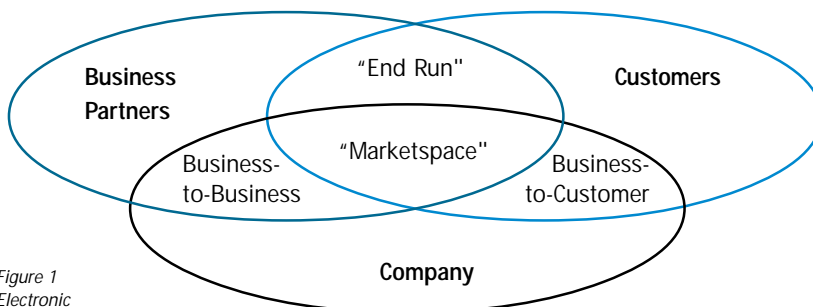 Business
Partners
“End Run"
Customers
“Marketspace"
Business-
to-Business
Business-
to-Customer
Company
Figure 1
Electronic